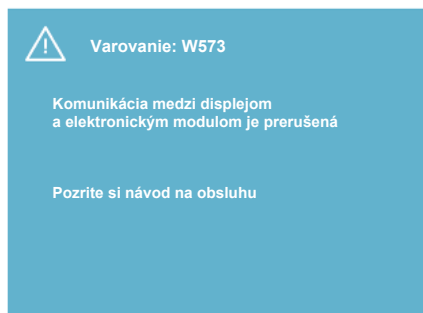 Varovanie: W573
Komunikácia medzi displejom
a elektronickým modulom je prerušená
Pozrite si návod na obsluhu